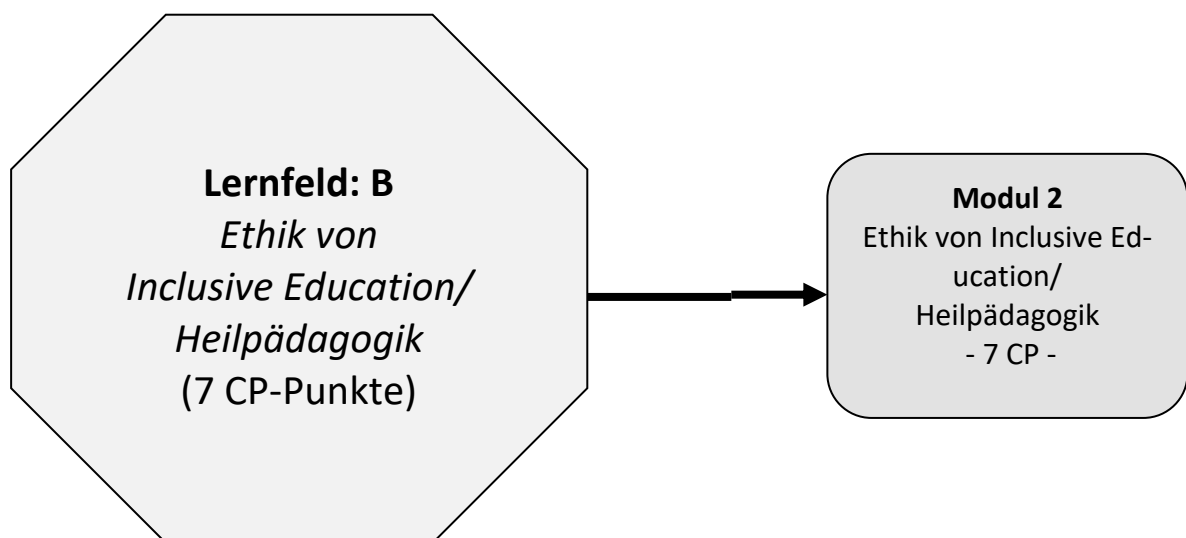 Lernfeld: B
Ethik von
Inclusive Education/
Heilpädagogik
(7 CP-Punkte)
Modul 2
Ethik von Inclusive Ed-
ucation/
Heilpädagogik
- 7 CP -